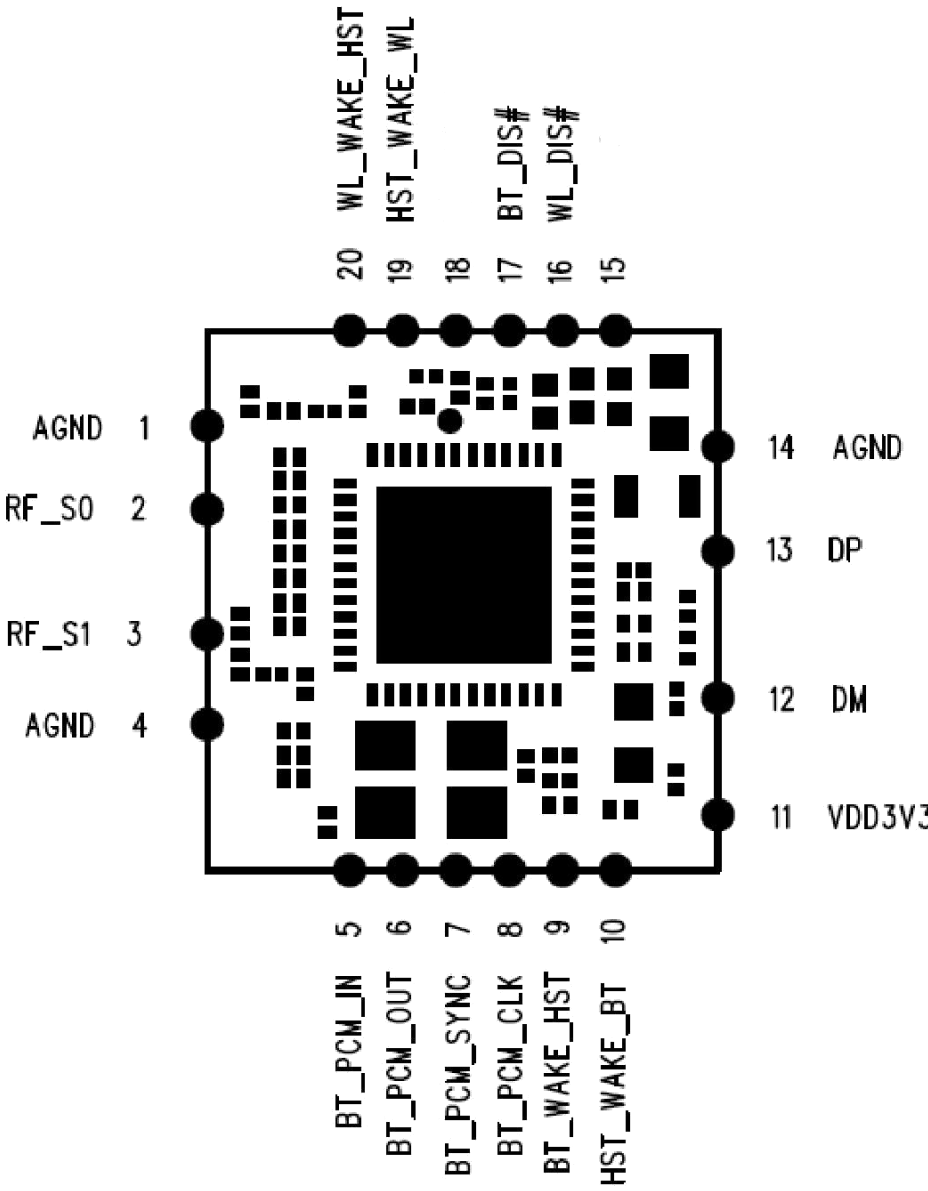 WL_WAKE_HST
HST_WAKE_WL
BT_DIS#
WL_DIS#
20
19
18
17
16
15
AGND 1
14 AGND
RF_S0 2
13 DP
RF_S1 3
12 DM
AGND 4
11 VDD3V3
5
6
7
8
9
10
BT_PCM_IN
BT_PCM_OUT
BT_PCM_SYNC
BT_PCM_CLK
BT_WAKE_HST
HST_WAKE_BT